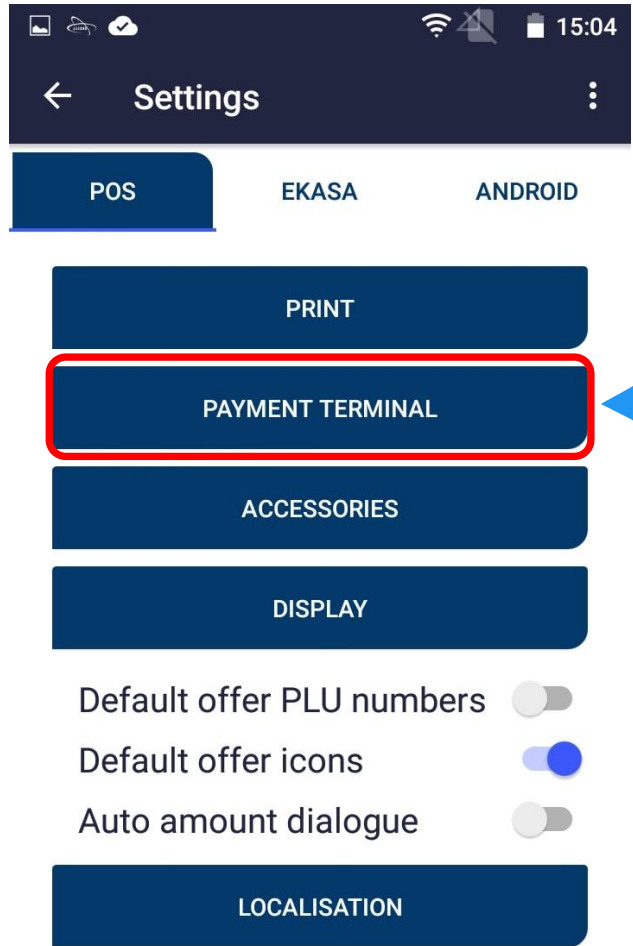 15:04
Settings
POS EKASA ANDROID
PRINT
PAYMENT TERMINAL
ACCESSORIES
DISPLAY
Default offer PLU numbers
Default offer icons
Auto amount dialogue
LOCALISATION